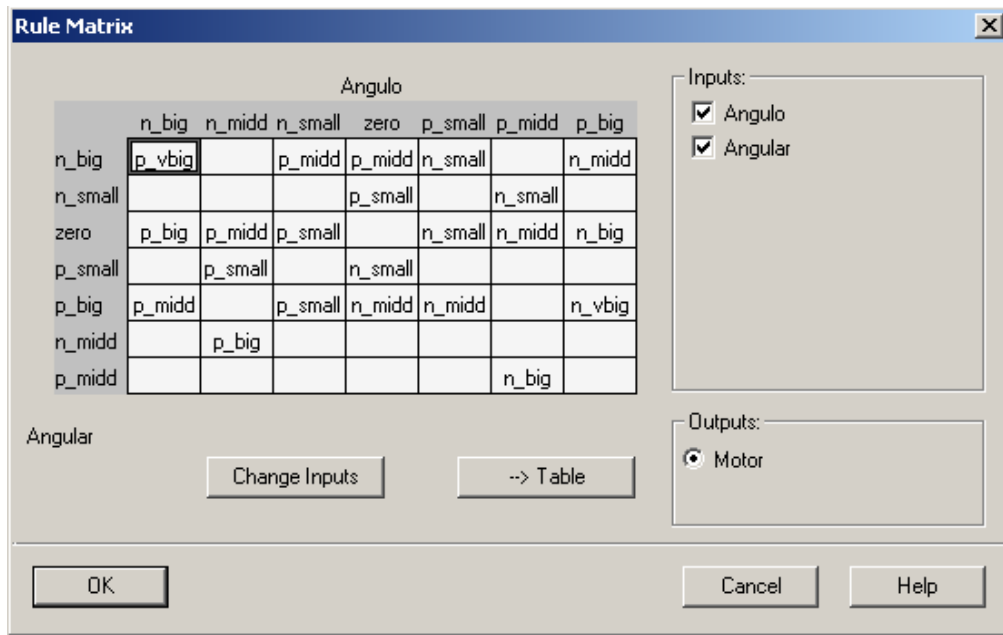 Rule Matrix
Angulo
n_big n_midd n_small zero p_small p_midd p_big
n_big p_vbig p_midd p_midd n_small n_midd
n_small p_small n_small
zero p_big p_midd p_small n_small n_midd n_big
p_small p_small n_small
p_big p_midd p_small n_midd n_midd n_vbig
n_midd p_big
p_midd n_big
Angular
Change Inputs --> Table
Inputs:
Angulo
Angular
Outputs:
Motor
OK Cancel Help